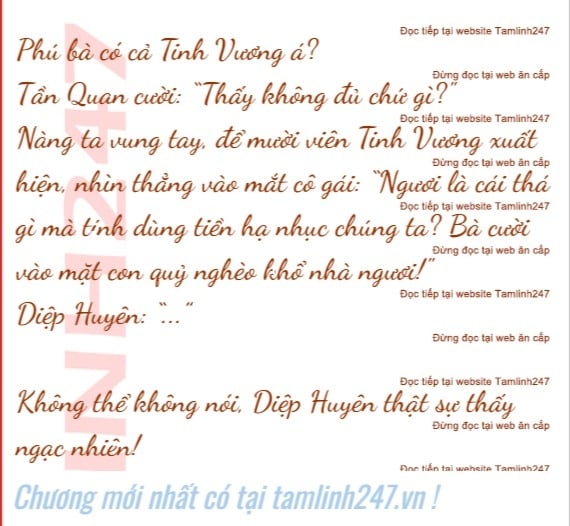 Đọc tiếp tại website Tamlinh247
Phú bà có cả Tinh Vương á?
Đừng đọc tại web ăn cắp
Tần Quan cười: “Thấy không đủ chứ gì?”
Đọc tiếp tại website Tamlinh247
Nàng ta vung tay, để mười viên Tinh Vương xuất
Đừng đọc tại web ăn cắp
hiện, nhìn thẳng vào mắt cô gái: “Ngươi là cái thá
Đọc tiếp tại website Tamlinh247
gì mà tính dùng tiền hạ nhục chúng ta? Bà cười
Đừng đọc tại web ăn cắp
vào mặt con quỷ nghèo khổ nhà ngươi!”
Đọc tiếp tại website Tamlinh247
Diệp Huyên: “...”
Đừng đọc tại web ăn cắp
Đọc tiếp tại website Tamlinh247
Không thể không nói, Diệp Huyên thật sự thấy
Đừng đọc tại web ăn cắp
ngạc nhiên!
Đọc tiếp tại website Tamlinh247
INH247
Chương mới nhất có tại tamlinh247.vn !